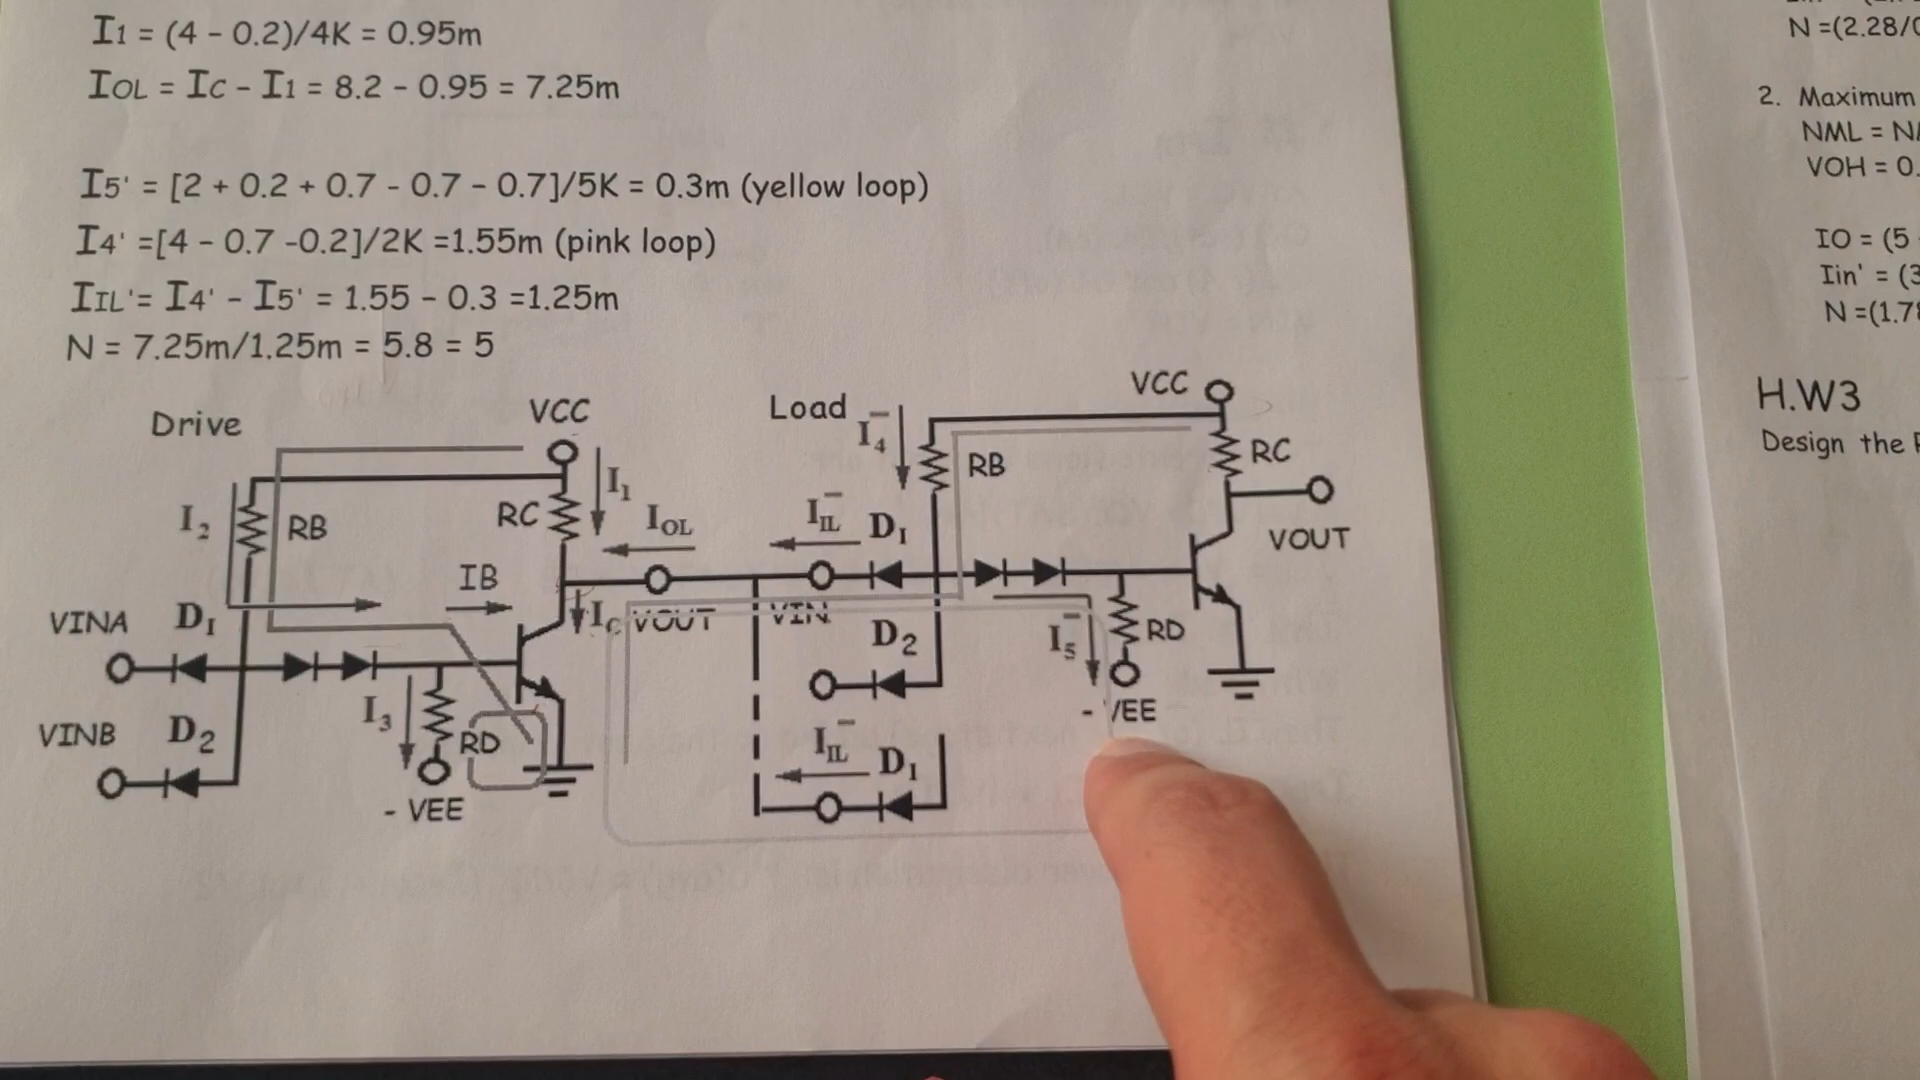 I1 = (4 - 0.2)/4K = 0.95m
IOL = IC - I1 = 8.2 - 0.95 = 7.25m
I5' = [2 + 0.2 + 0.7 - 0.7 - 0.7]/5K = 0.3m (yellow loop)
I4' =[4 - 0.7 -0.2]/2K =1.55m (pink loop)
IIL'= I4' - I5' = 1.55 - 0.3 =1.25m
N = 7.25m/1.25m = 5.8 = 5
Drive
VCC
I2
RB
RC
I1
IOL
IB
VINA
D1
IC
VOUT
VINB
D2
I3
RD
- VEE
Load
I4
VCC
RB
RC
IIL
D1
VOUT
VIN
D2
I5
RD
- VEE
IIL
D1
N =(2.28/
2. Maximum
NML =
VOH = 0.
IO = (5
Iin' = (3
N =(1.78
H.W3
Design the